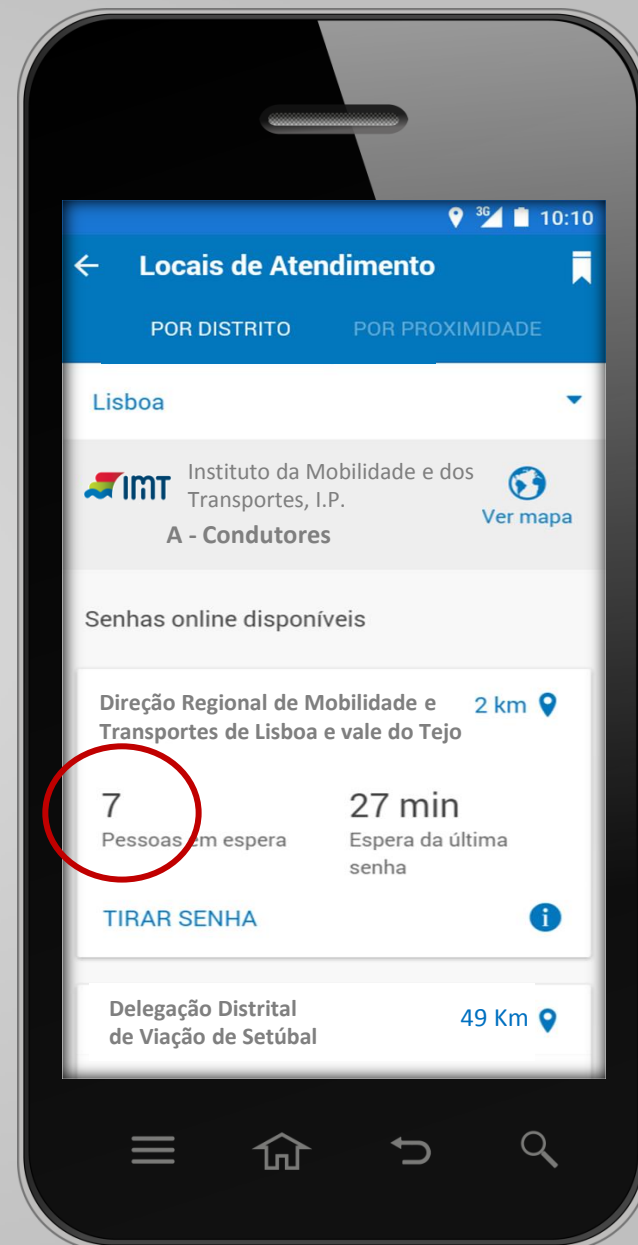 3G 10:10
Locais de Atendimento
POR DISTRITO POR PROXIMIDADE
Lisboa
IMT Instituto da Mobilidade e dos
Transportes, I.P.
A - Condutores
Ver mapa
Senhas online disponíveis
Direção Regional de Mobilidade e
Transportes de Lisboa e vale do Tejo
2 km
7
Pessoas em espera
27 min
Espera da última
senha
TIRAR SENHA
i
Delegação Distrital
de Viação de Setúbal
49 Km